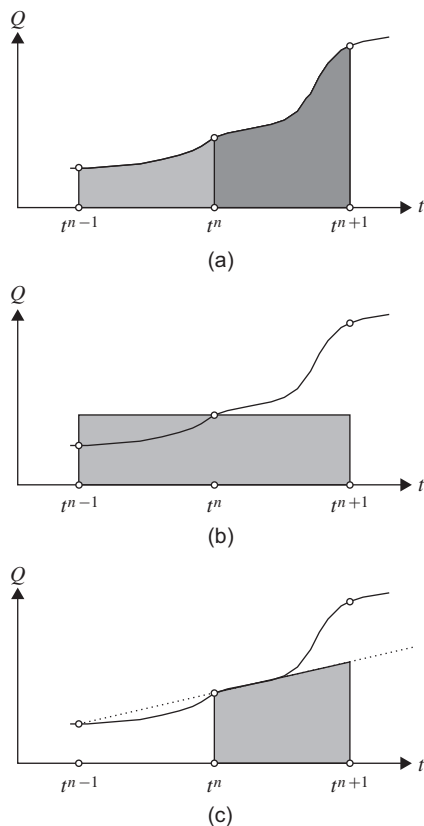 Q
t
t^{n−1} t^n t^{n+1}
(a)
Q
t
t^{n−1} t^n t^{n+1}
(b)
Q
t
t^{n−1} t^n t^{n+1}
(c)